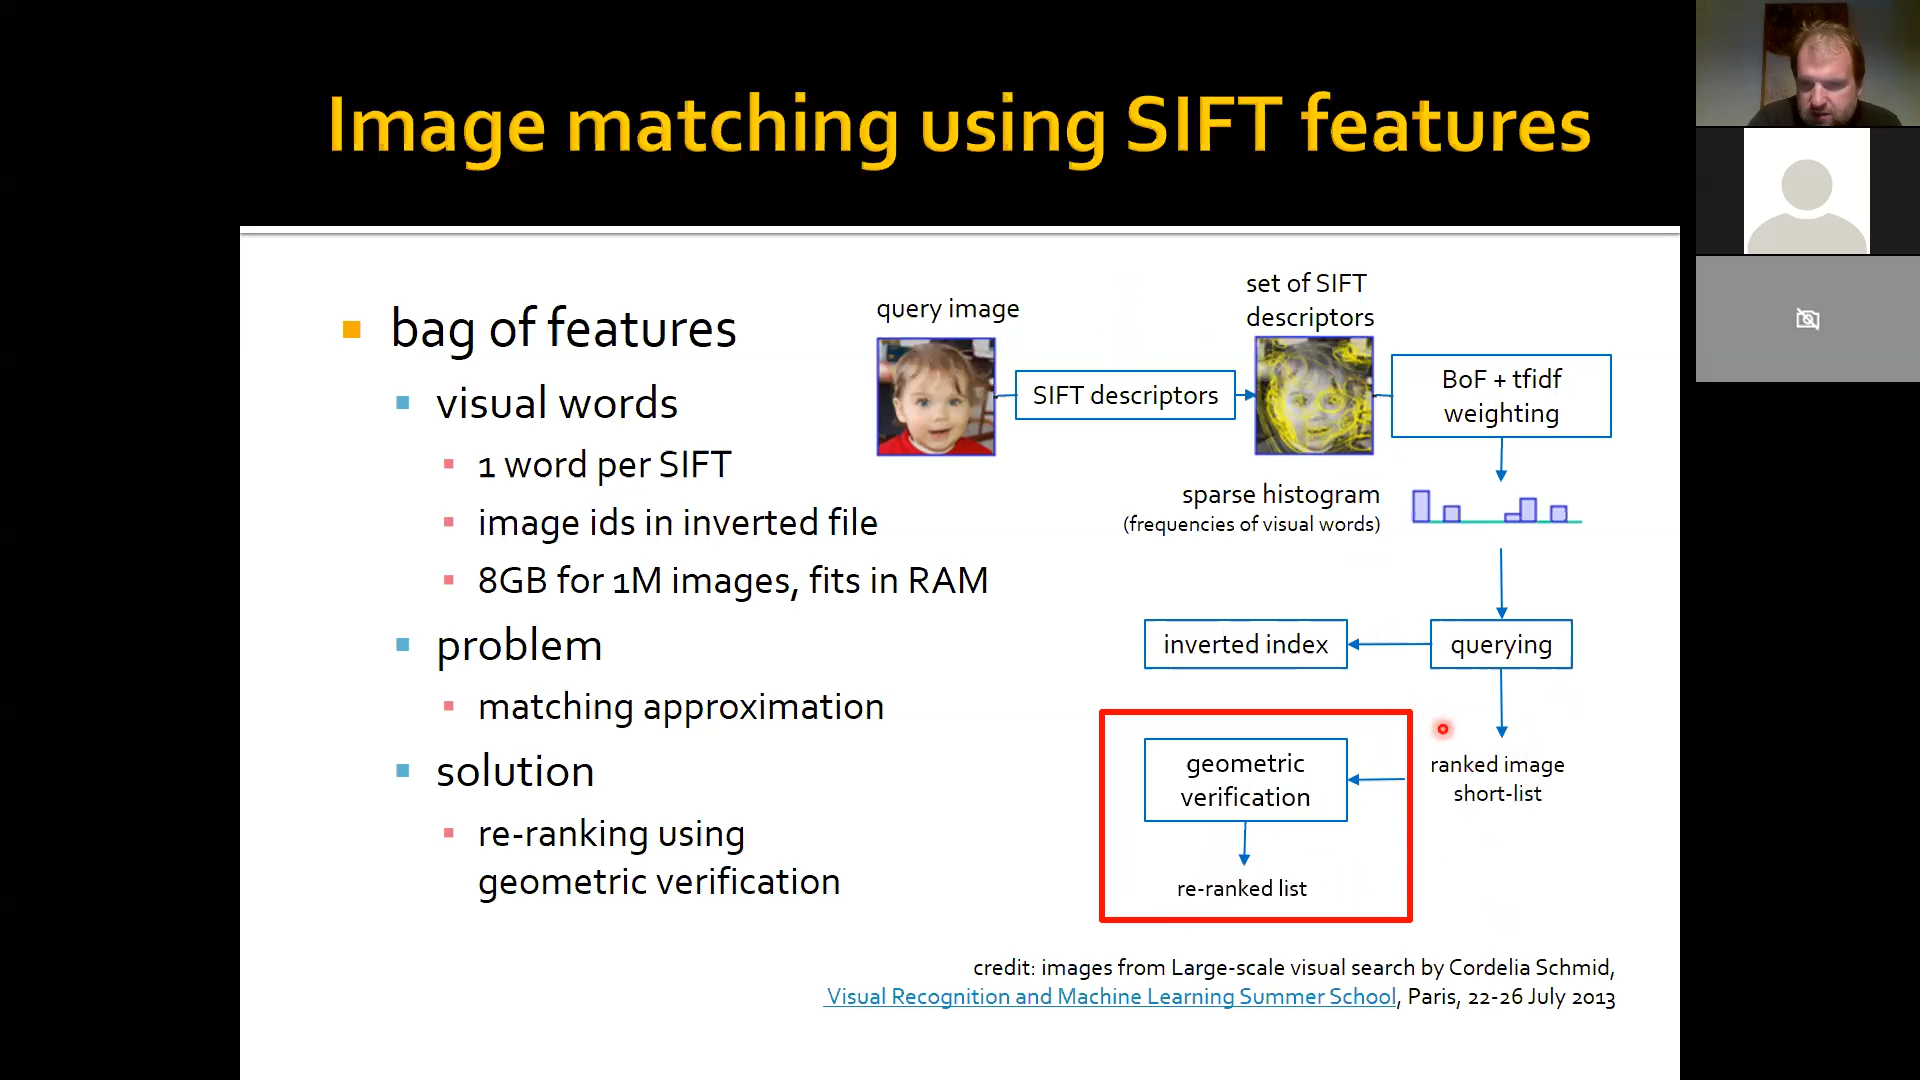 Image matching using SIFT features
bag of features
visual words
1 word per SIFT
image ids in inverted file
8GB for 1M images, fits in RAM
problem
matching approximation
solution
re-ranking using
geometric verification
query image
SIFT descriptors
set of SIFT
descriptors
BoF + tfidf
weighting
sparse histogram
(frequencies of visual words)
inverted index
querying
geometric
verification
ranked image
short-list
re-ranked list
credit: images from Large-scale visual search by Cordelia Schmid,
Visual Recognition and Machine Learning Summer School, Paris, 22-26 July 2013